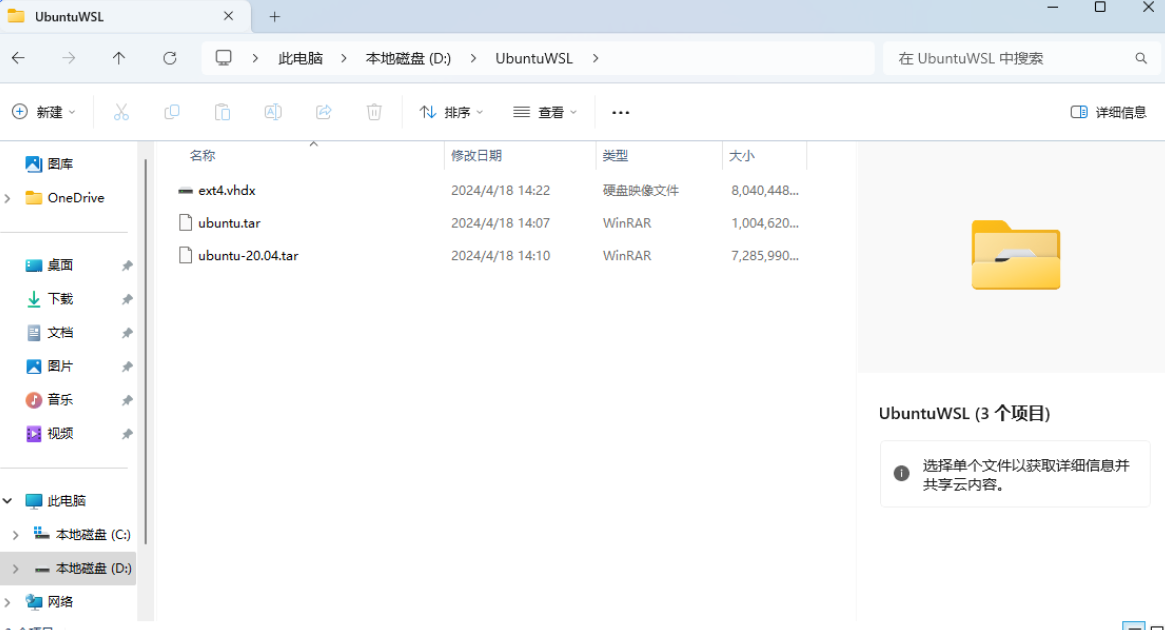 UbuntuWSL
此电脑 本地磁盘 (D:) UbuntuWSL
在 UbuntuWSL 中搜索
新建 排序 查看 ... 详细信息
名称 修改日期 类型 大小
ext4.vhdx 2024/4/18 14:22 硬盘映像文件 8,040,448...
ubuntu.tar 2024/4/18 14:07 WinRAR 1,004,620...
ubuntu-20.04.tar 2024/4/18 14:10 WinRAR 7,285,990...
图库
OneDrive
桌面
下载
文档
图片
音乐
视频
此电脑
本地磁盘 (C:)
本地磁盘 (D:)
网络
UbuntuWSL (3 个项目)
选择单个文件以获取详细信息并
共享云内容。